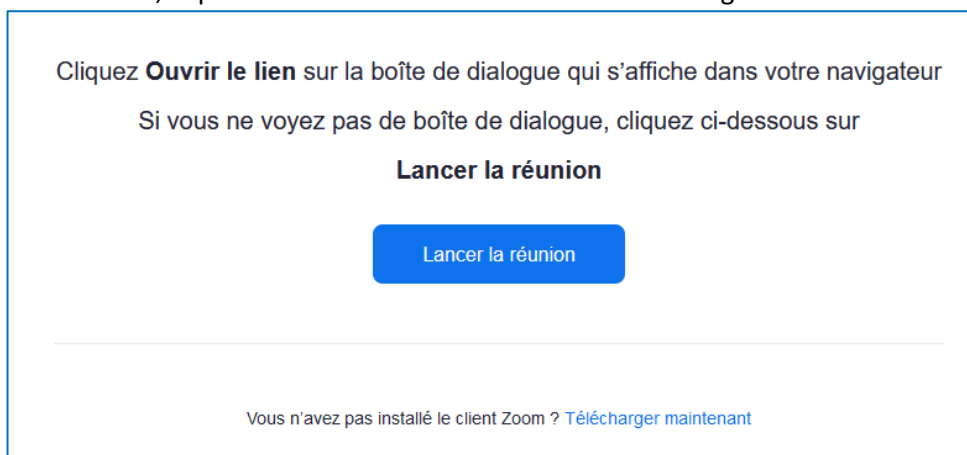 Cliquez Ouvrir le lien sur la boîte de dialogue qui s’affiche dans votre navigateur
Si vous ne voyez pas de boîte de dialogue, cliquez ci-dessous sur
Lancer la réunion
Lancer la réunion
Vous n’avez pas installé le client Zoom ? Télécharger maintenant